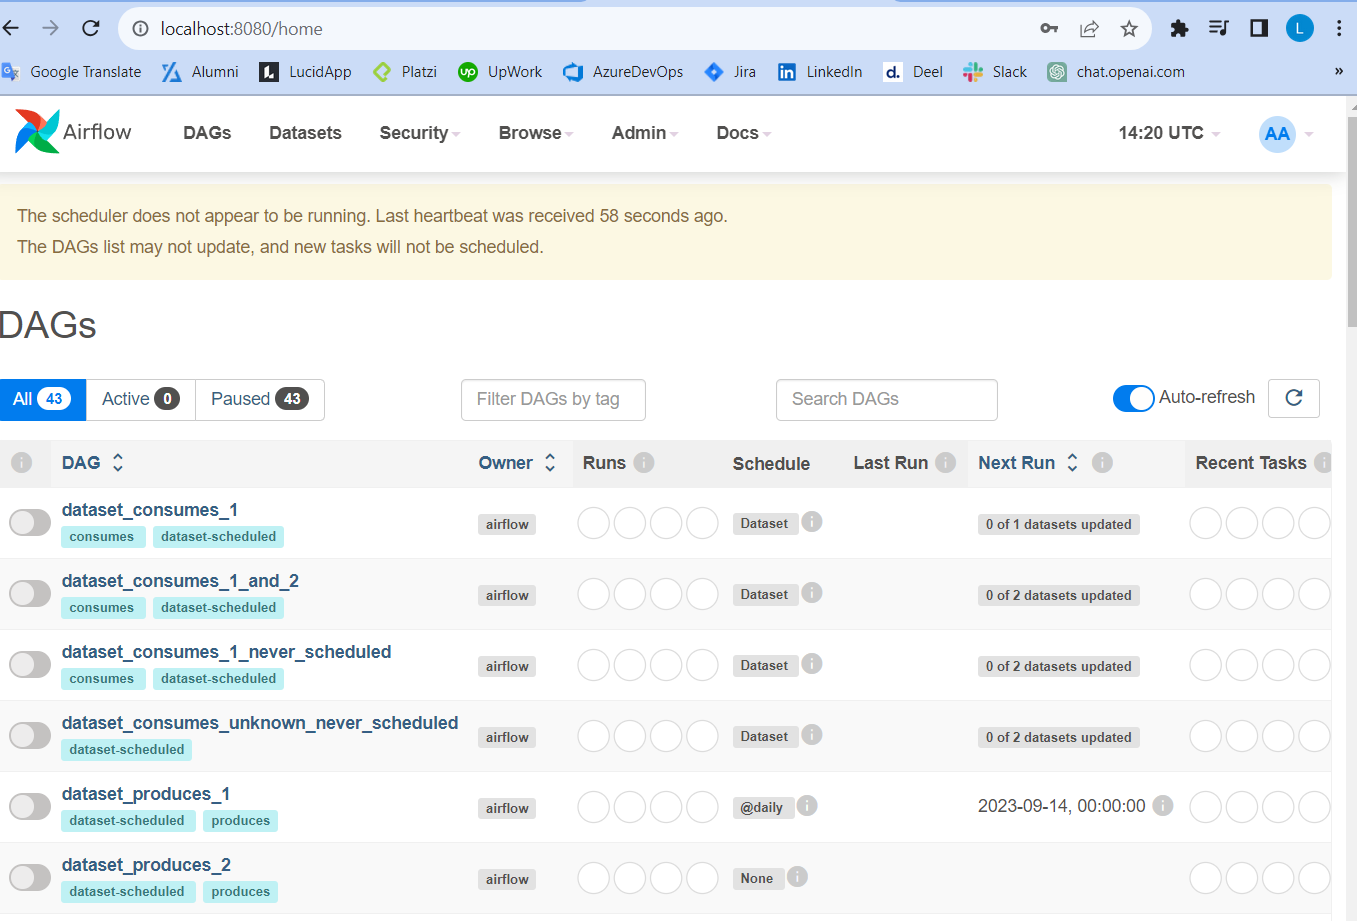 localhost:8080/home
Google Translate Alumni LucidApp Platzi up UpWork AzureDevOps Jira in LinkedIn d. Deel Slack chat.openai.com »
L
Airflow DAGs Datasets Security Browse Admin Docs 14:20 UTC AA
The scheduler does not appear to be running. Last heartbeat was received 58 seconds ago.
The DAGs list may not update, and new tasks will not be scheduled.
DAGs
All 43 Active 0 Paused 43 Filter DAGs by tag Search DAGs Auto-refresh
DAG Owner Runs Schedule Last Run Next Run Recent Tasks
dataset_consumes_1
consumes dataset-scheduled airflow Dataset 0 of 1 datasets updated
dataset_consumes_1_and_2
consumes dataset-scheduled airflow Dataset 0 of 2 datasets updated
dataset_consumes_1_never_scheduled
consumes dataset-scheduled airflow Dataset 0 of 2 datasets updated
dataset_consumes_unknown_never_scheduled
dataset-scheduled airflow Dataset 0 of 2 datasets updated
dataset_produces_1
dataset-scheduled produces airflow @daily 2023-09-14, 00:00:00
dataset_produces_2
dataset-scheduled produces airflow None